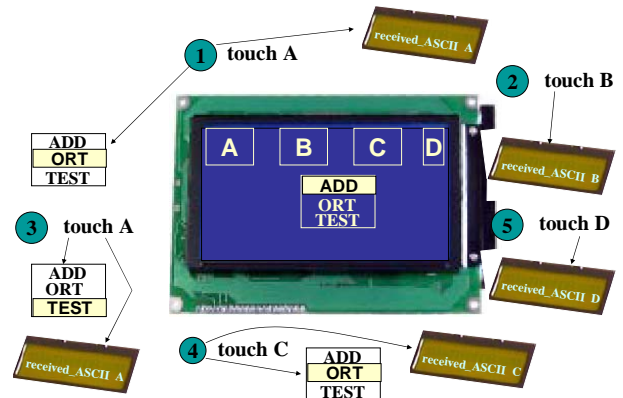 received_ASCII A
1 touch A
2 touch B
ADD
ORT
TEST
A B C D
ADD
ORT
TEST
received_ASCII B
3 touch A
5 touch D
ADD
ORT
TEST
received_ASCII D
received_ASCII A
4 touch C
ADD
ORT
TEST
received_ASCII C